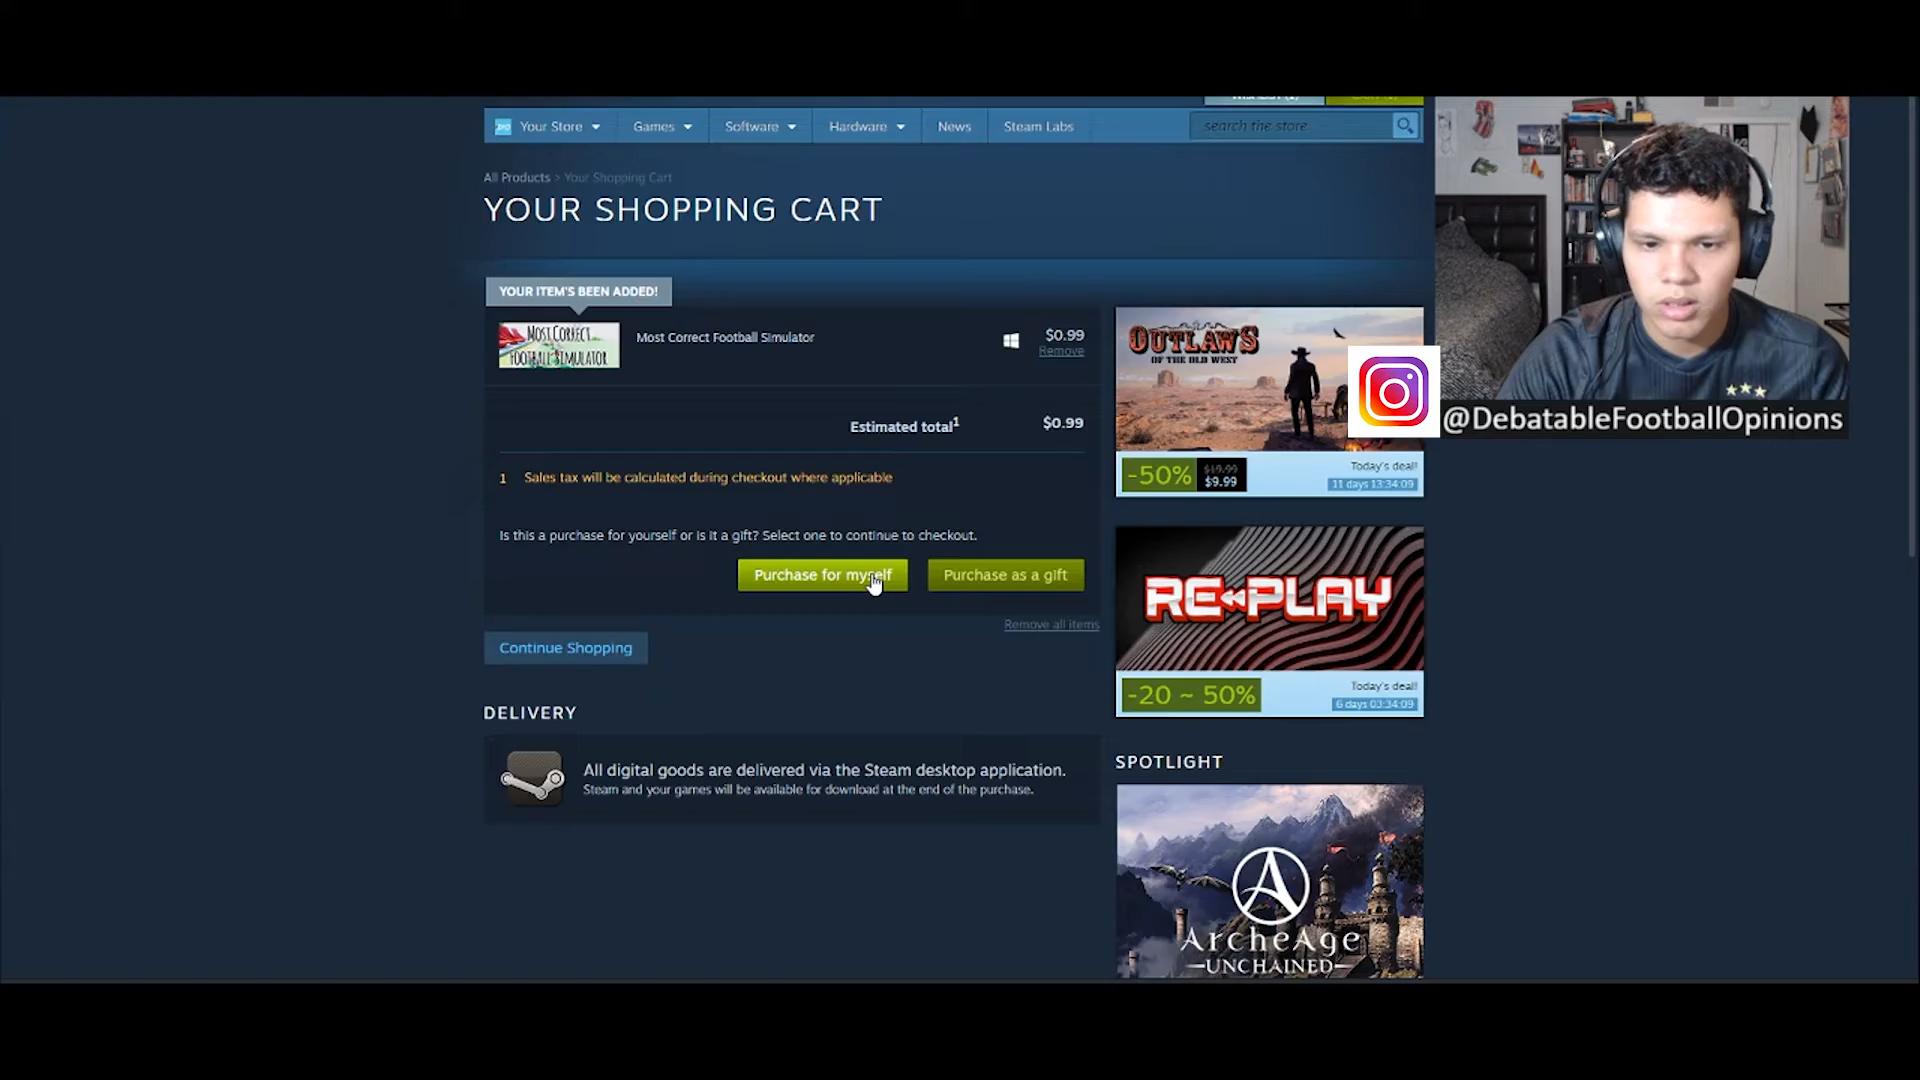 Your Store Games Software Hardware News Steam Labs search the store
All Products > Your Shopping Cart
YOUR SHOPPING CART
YOUR ITEM'S BEEN ADDED!
MOST CORRECT FOOTBALL SIMULATOR
Most Correct Football Simulator
$0.99
Remove
Estimated total1
$0.99
1 Sales tax will be calculated during checkout where applicable
Is this a purchase for yourself or is it a gift? Select one to continue to checkout.
Purchase for myself
Purchase as a gift
Remove all items
Continue Shopping
DELIVERY
All digital goods are delivered via the Steam desktop application.
Steam and your games will be available for download at the end of the purchase.
OUTLAWS
OF THE OLD WEST
-50%
$19.99
$9.99
Today's deal!
11 days 13:34:09
RE-PLAY
-20 ~ 50%
Today's deal!
6 days 03:34:09
SPOTLIGHT
ARCHEAGE
UNCHAINED
@DebatableFootballOpinions